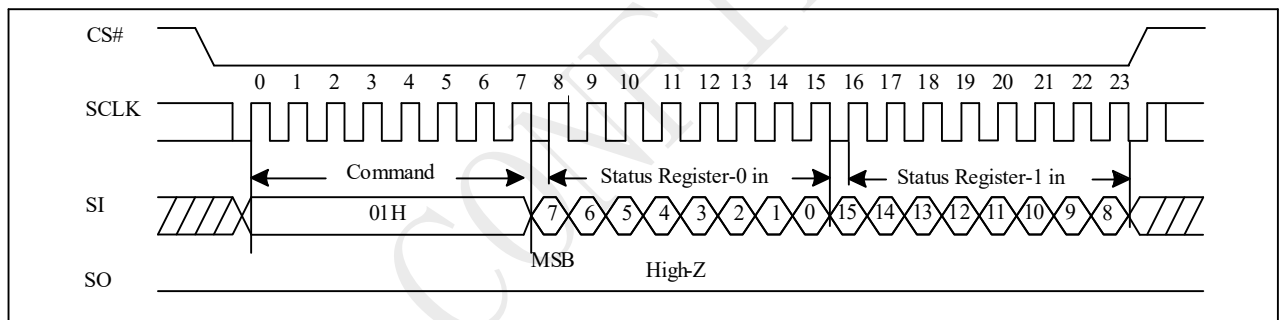 CS#
0 1 2 3 4 5 6 7 8 9 10 11 12 13 14 15 16 17 18 19 20 21 22 23
SCLK
Command Status Register-0 in Status Register-1 in
SI 01H 7 6 5 4 3 2 1 0 15 14 13 12 11 10 9 8
MSB High-Z
SO